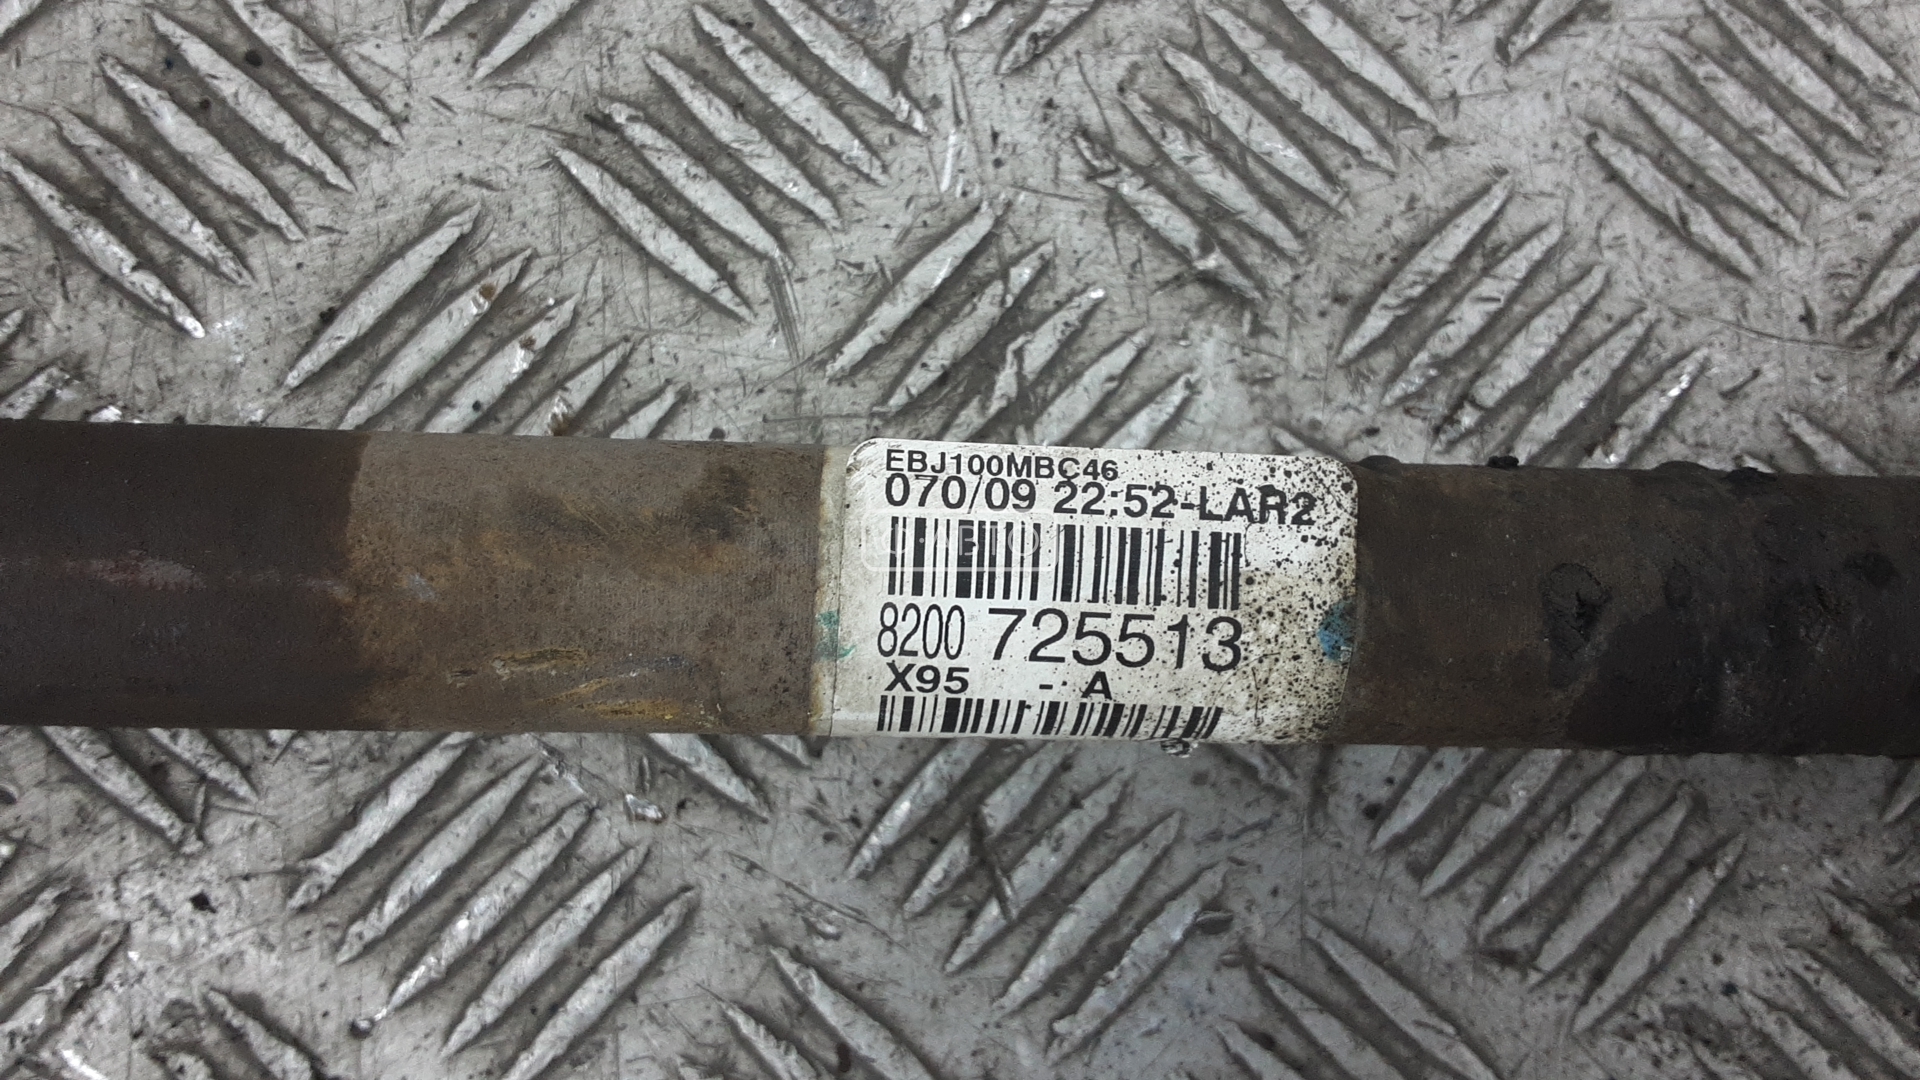 EBJ100MBC46
070/09 22:52-LAR2
8200 725513
X95 - A